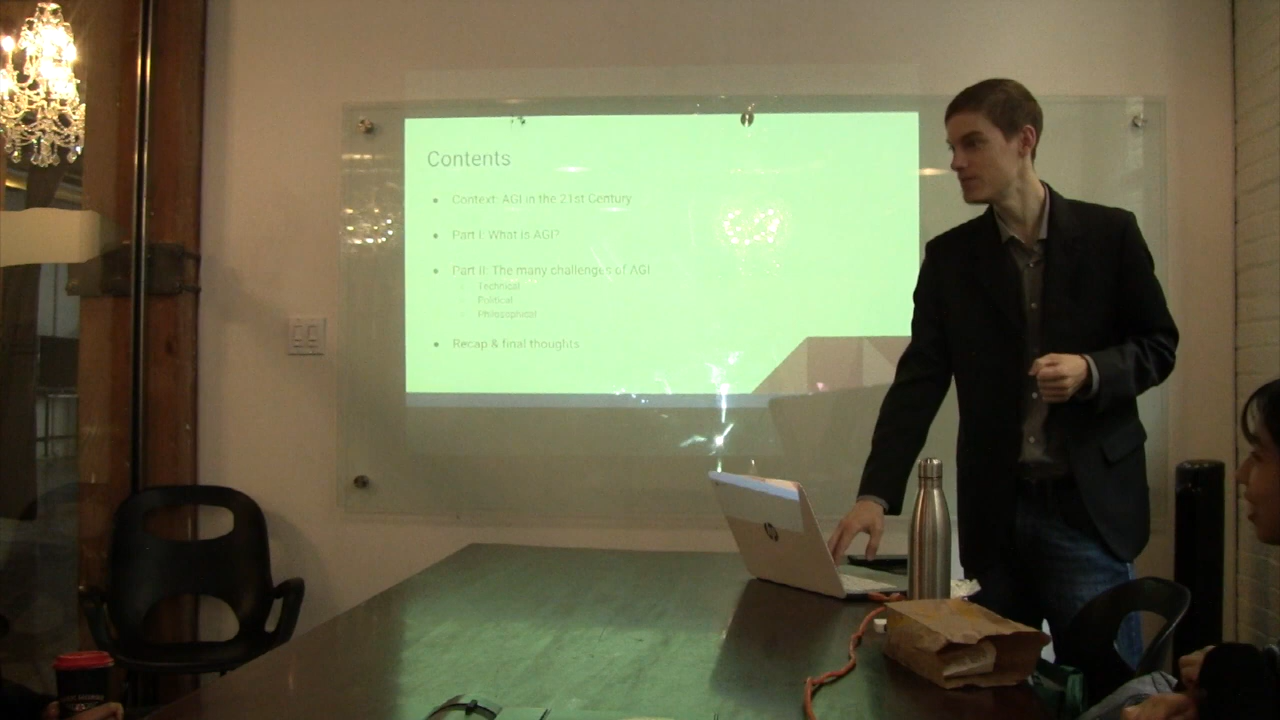 Contents
Context: AGI in the 21st Century
Part I: What is AGI?
Part II: The many challenges of AGI
Technical
Political
Philosophical
Recap & final thoughts
hp